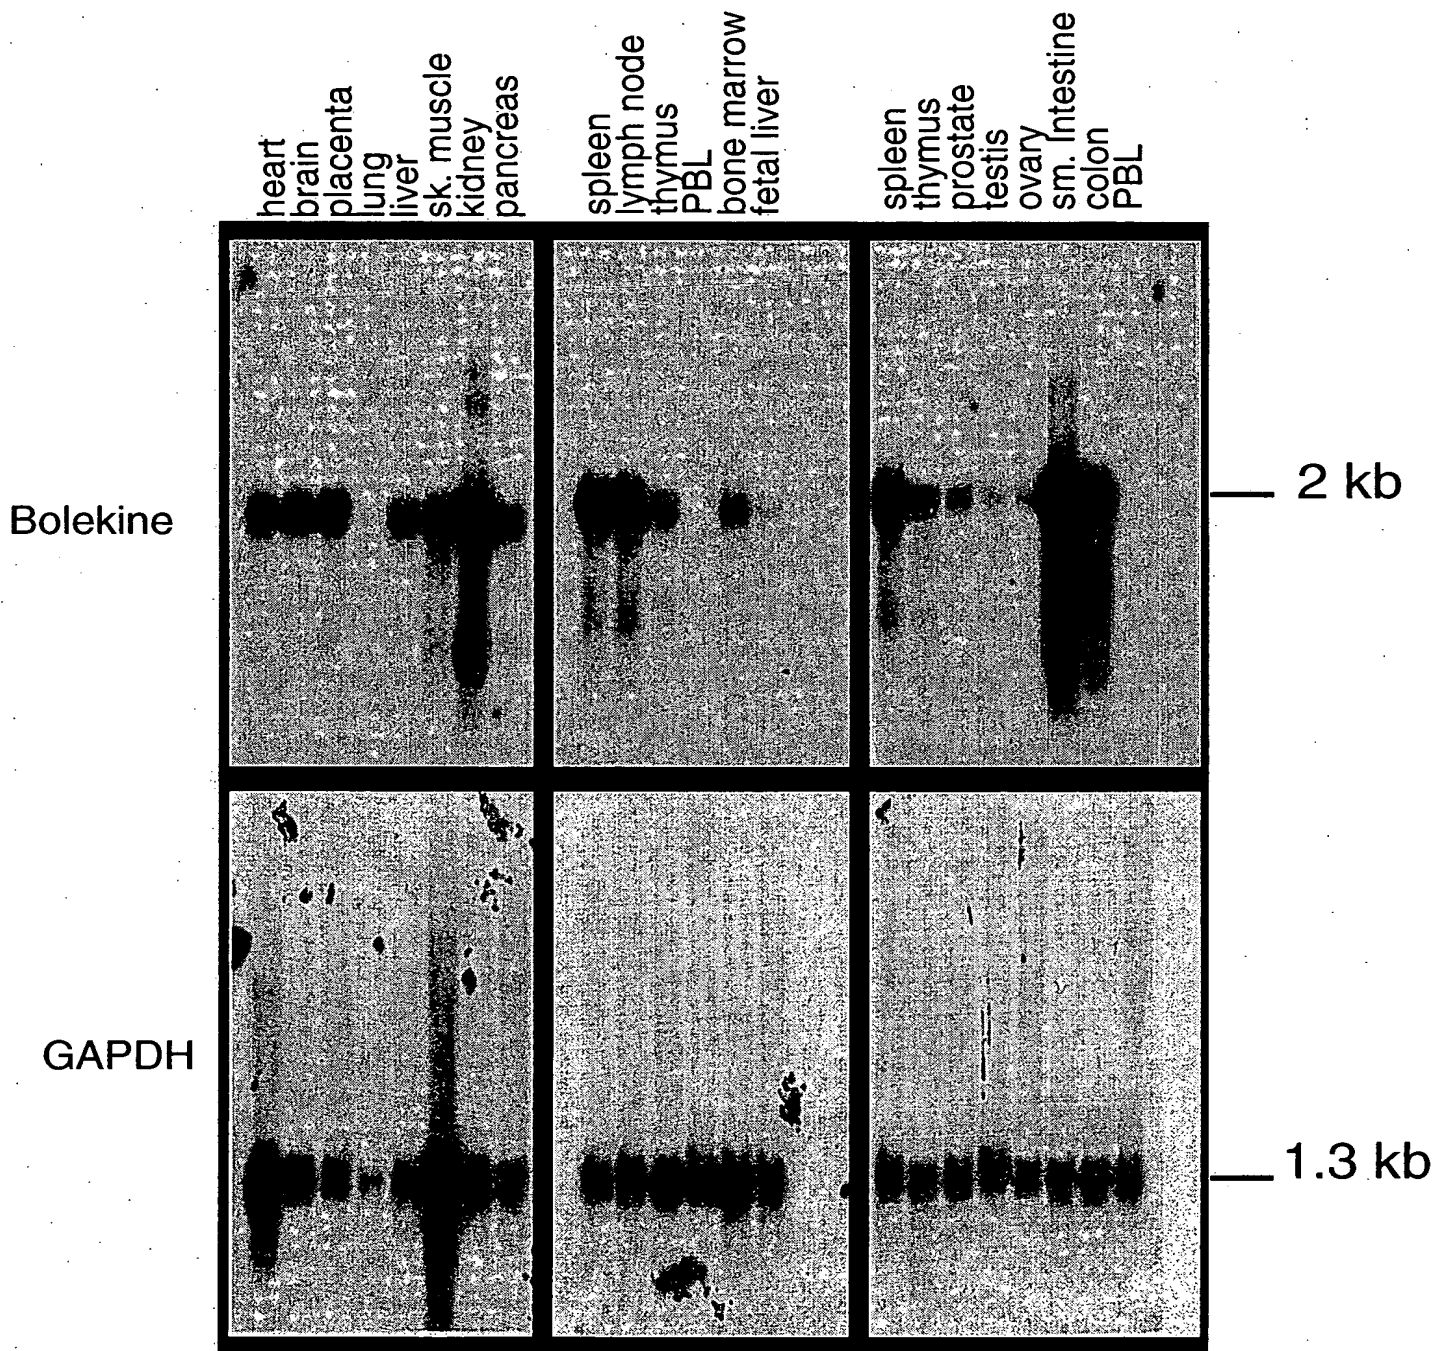 heart
brain
placenta
lung
liver
sk. muscle
kidney
pancreas
spleen
lymph node
thymus
PBL
bone marrow
fetal liver
spleen
thymus
prostate
testis
ovary
sm. Intestine
colon
PBL
Bolekine
2 kb
GAPDH
1.3 kb